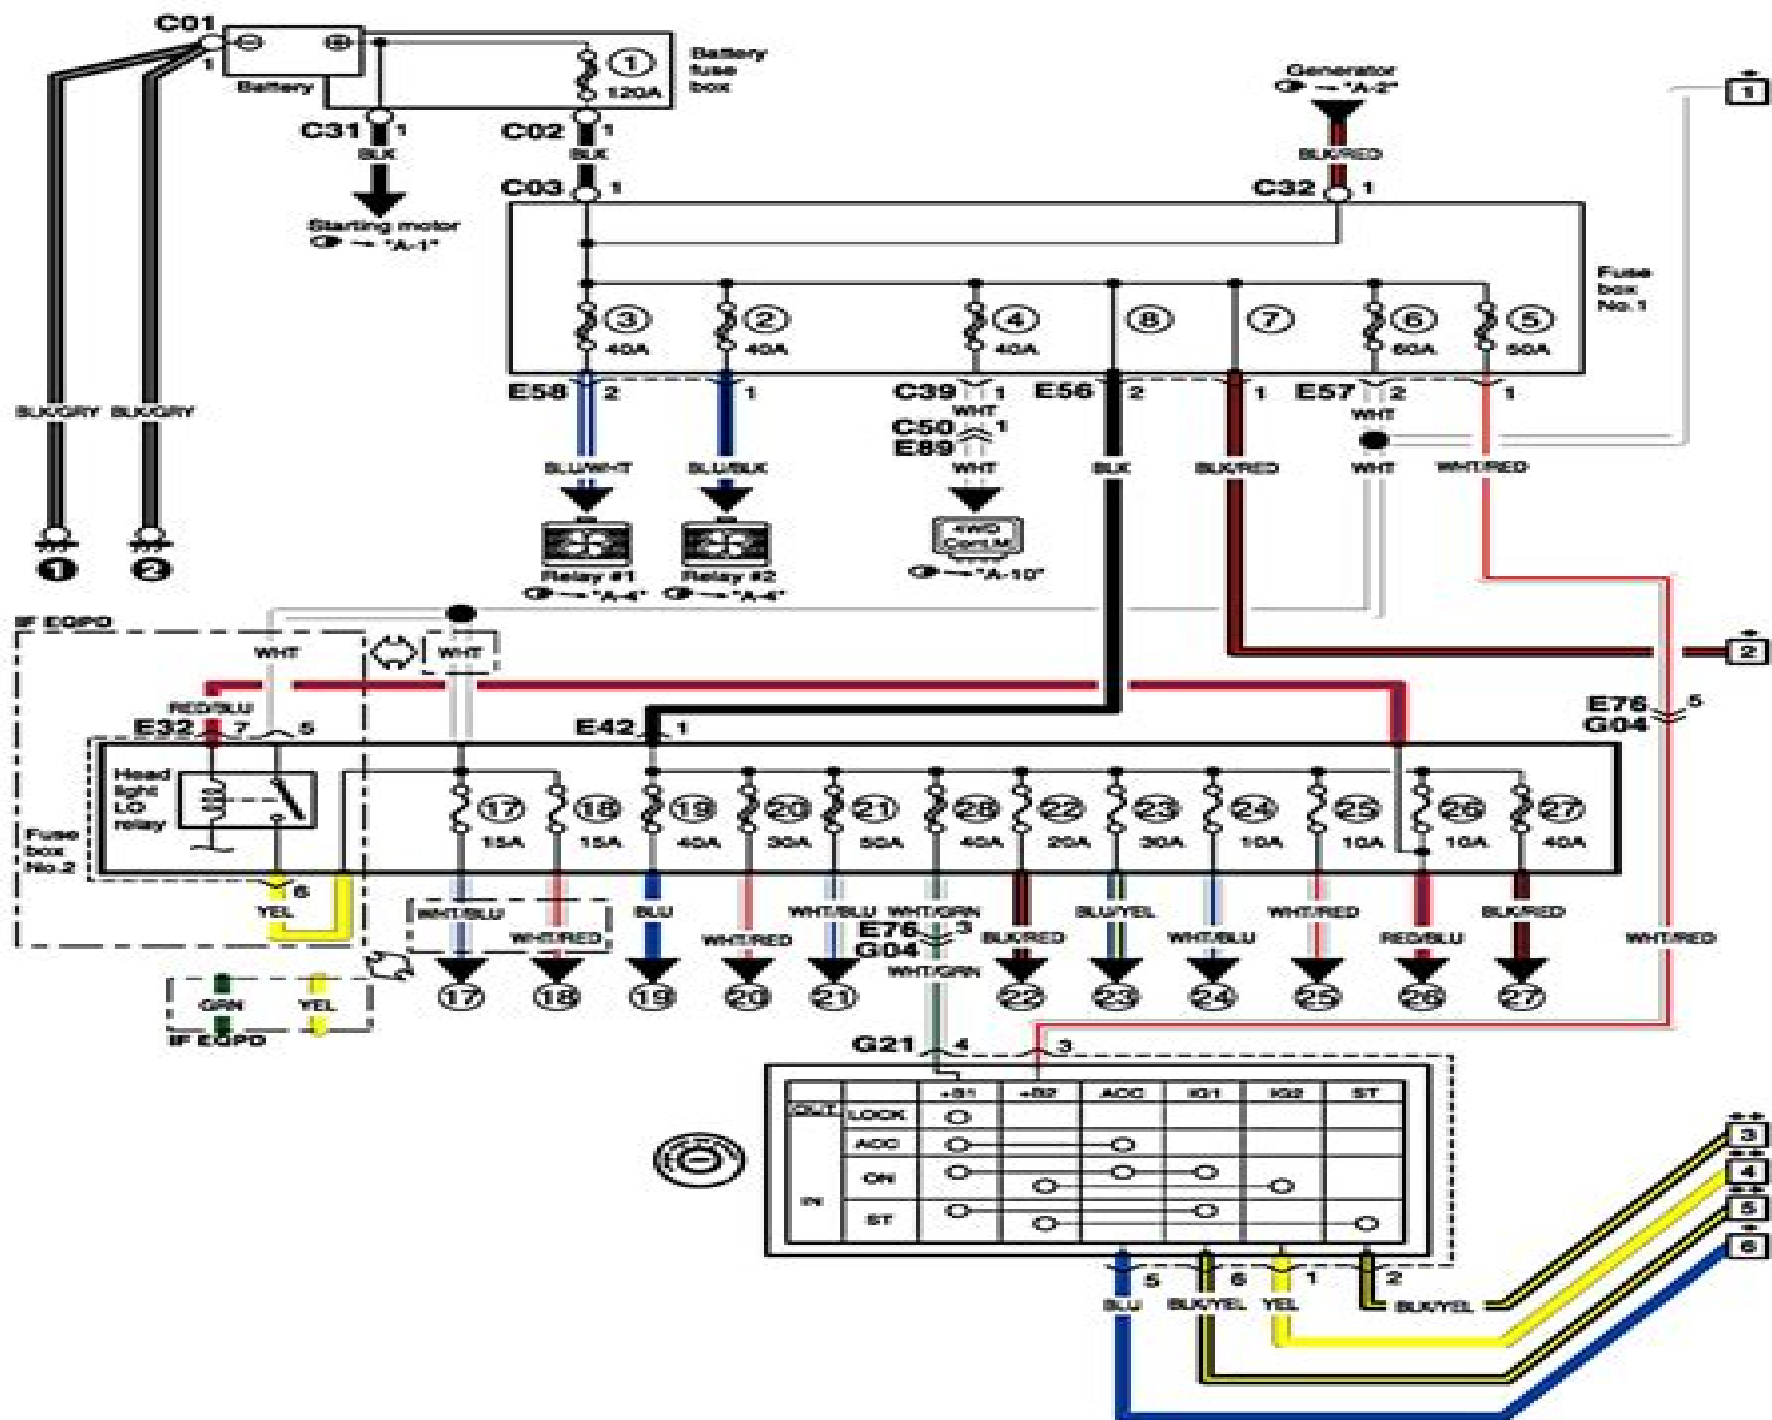 C01
1
Battery
1
120A
Battery
fuse
box
Generator
"A-2"
1
C31 1
C02 1
BLK
BLK
BLK/RED
C03 1
C32 1
Starting motor
"A-1"
Fuse
box
No.1
3
40A
2
40A
4
40A
8
7
6
60A
5
50A
E58 2
1
C39 1
E56 2
1
E57 2
1
WHT
WHT
C50 1
E89
BLK/GRY BLK/GRY
BLU/WHT
BLU/BLK
WHT
BLK
BLK/RED
WHT
WHT/RED
4WD
Cont.M
1
2
Relay #1
"A-4"
Relay #2
"A-4"
"A-10"
IF EQPD
WHT
WHT
2
RED/BLU
E32 7 5
E42 1
E76 5
G04
Head
light
LO
relay
Fuse
box
No.2
17
15A
18
15A
19
40A
20
30A
21
50A
28
40A
22
20A
23
30A
24
10A
25
10A
26
10A
27
40A
6
YEL
WHT/BLU
WHT/RED
BLU
WHT/RED
WHT/BLU
WHT/GRN
E76 3
G04
WHT/GRN
BLK/RED
BLU/YEL
WHT/BLU
WHT/RED
RED/BLU
BLK/RED
WHT/RED
17 18 19 20 21 22 23 24 25 26 27
GRN
YEL
IF EQPD
G21 4 3
+B1 +B2 ACC IG1 IG2 ST
OUT LOCK
ACC
IN
ON
ST
3
4
5
6
5 6 1 2
BLU BLK/YEL YEL BLK/YEL